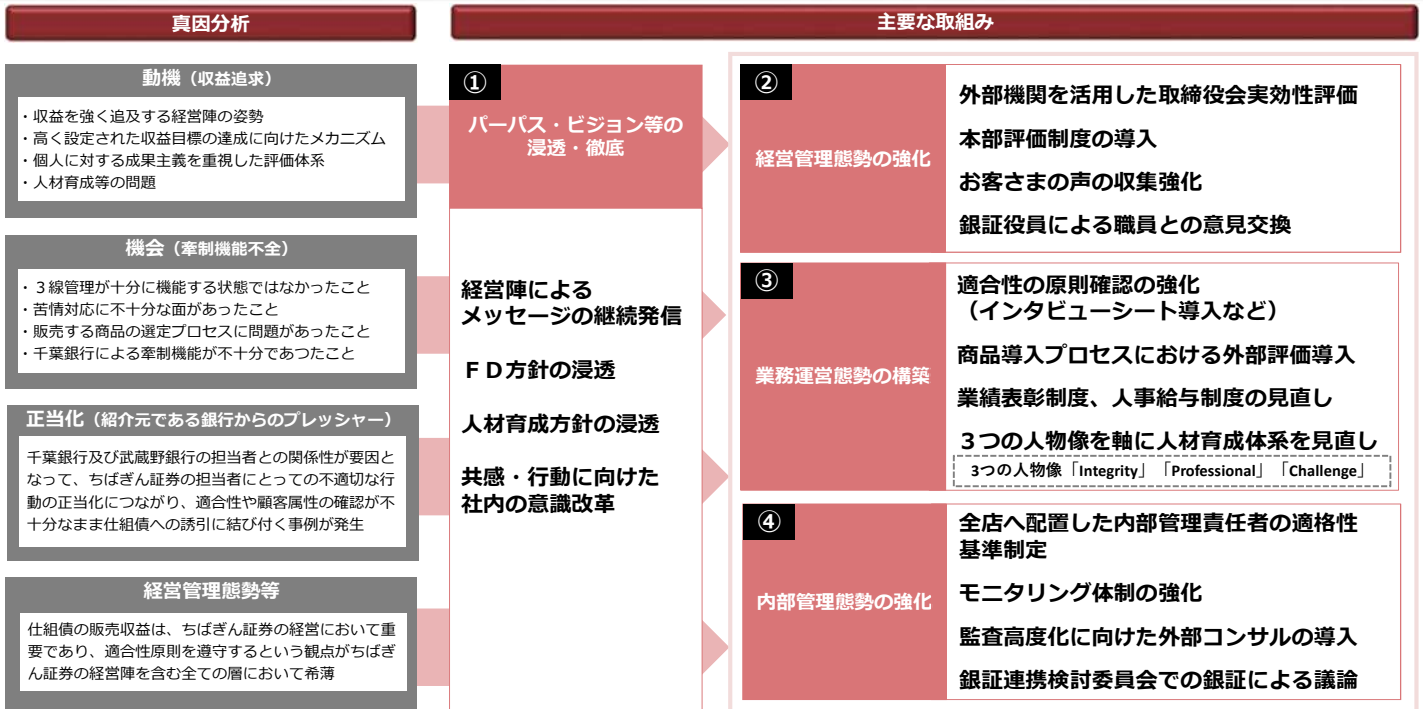 真因分析
主要な取組み
動機（収益追求）
・収益を強く追及する経営陣の姿勢
・高く設定された収益目標の達成に向けたメカニズム
・個人に対する成果主義を重視した評価体系
・人材育成等の問題
機会（牽制機能不全）
・３線管理が十分に機能する状態ではなかったこと
・苦情対応に不十分な面があったこと
・販売する商品の選定プロセスに問題があったこと
・千葉銀行による牽制機能が不十分であつたこと
正当化（紹介元である銀行からのプレッシャー）
千葉銀行及び武蔵野銀行の担当者との関係性が要因と
なって、ちばぎん証券の担当者にとっての不適切な行
動の正当化につながり、適合性や顧客属性の確認が不
十分なまま仕組債への誘引に結び付く事例が発生
経営管理態勢等
仕組債の販売収益は、ちばぎん証券の経営において重
要であり、適合性原則を遵守するという観点がちばぎ
ん証券の経営陣を含む全ての層において希薄
①
パーパス・ビジョン等の
浸透・徹底
経営陣による
メッセージの継続発信
ＦＤ方針の浸透
人材育成方針の浸透
共感・行動に向けた
社内の意識改革
②
経営管理態勢の強化
外部機関を活用した取締役会実効性評価
本部評価制度の導入
お客さまの声の収集強化
銀証役員による職員との意見交換
③
業務運営態勢の構築
適合性の原則確認の強化
（インタビューシート導入など）
商品導入プロセスにおける外部評価導入
業績表彰制度、人事給与制度の見直し
３つの人物像を軸に人材育成体系を見直し
3つの人物像「Integrity」「Professional」「Challenge」
④
内部管理態勢の強化
全店へ配置した内部管理責任者の適格性
基準制定
モニタリング体制の強化
監査高度化に向けた外部コンサルの導入
銀証連携検討委員会での銀証による議論